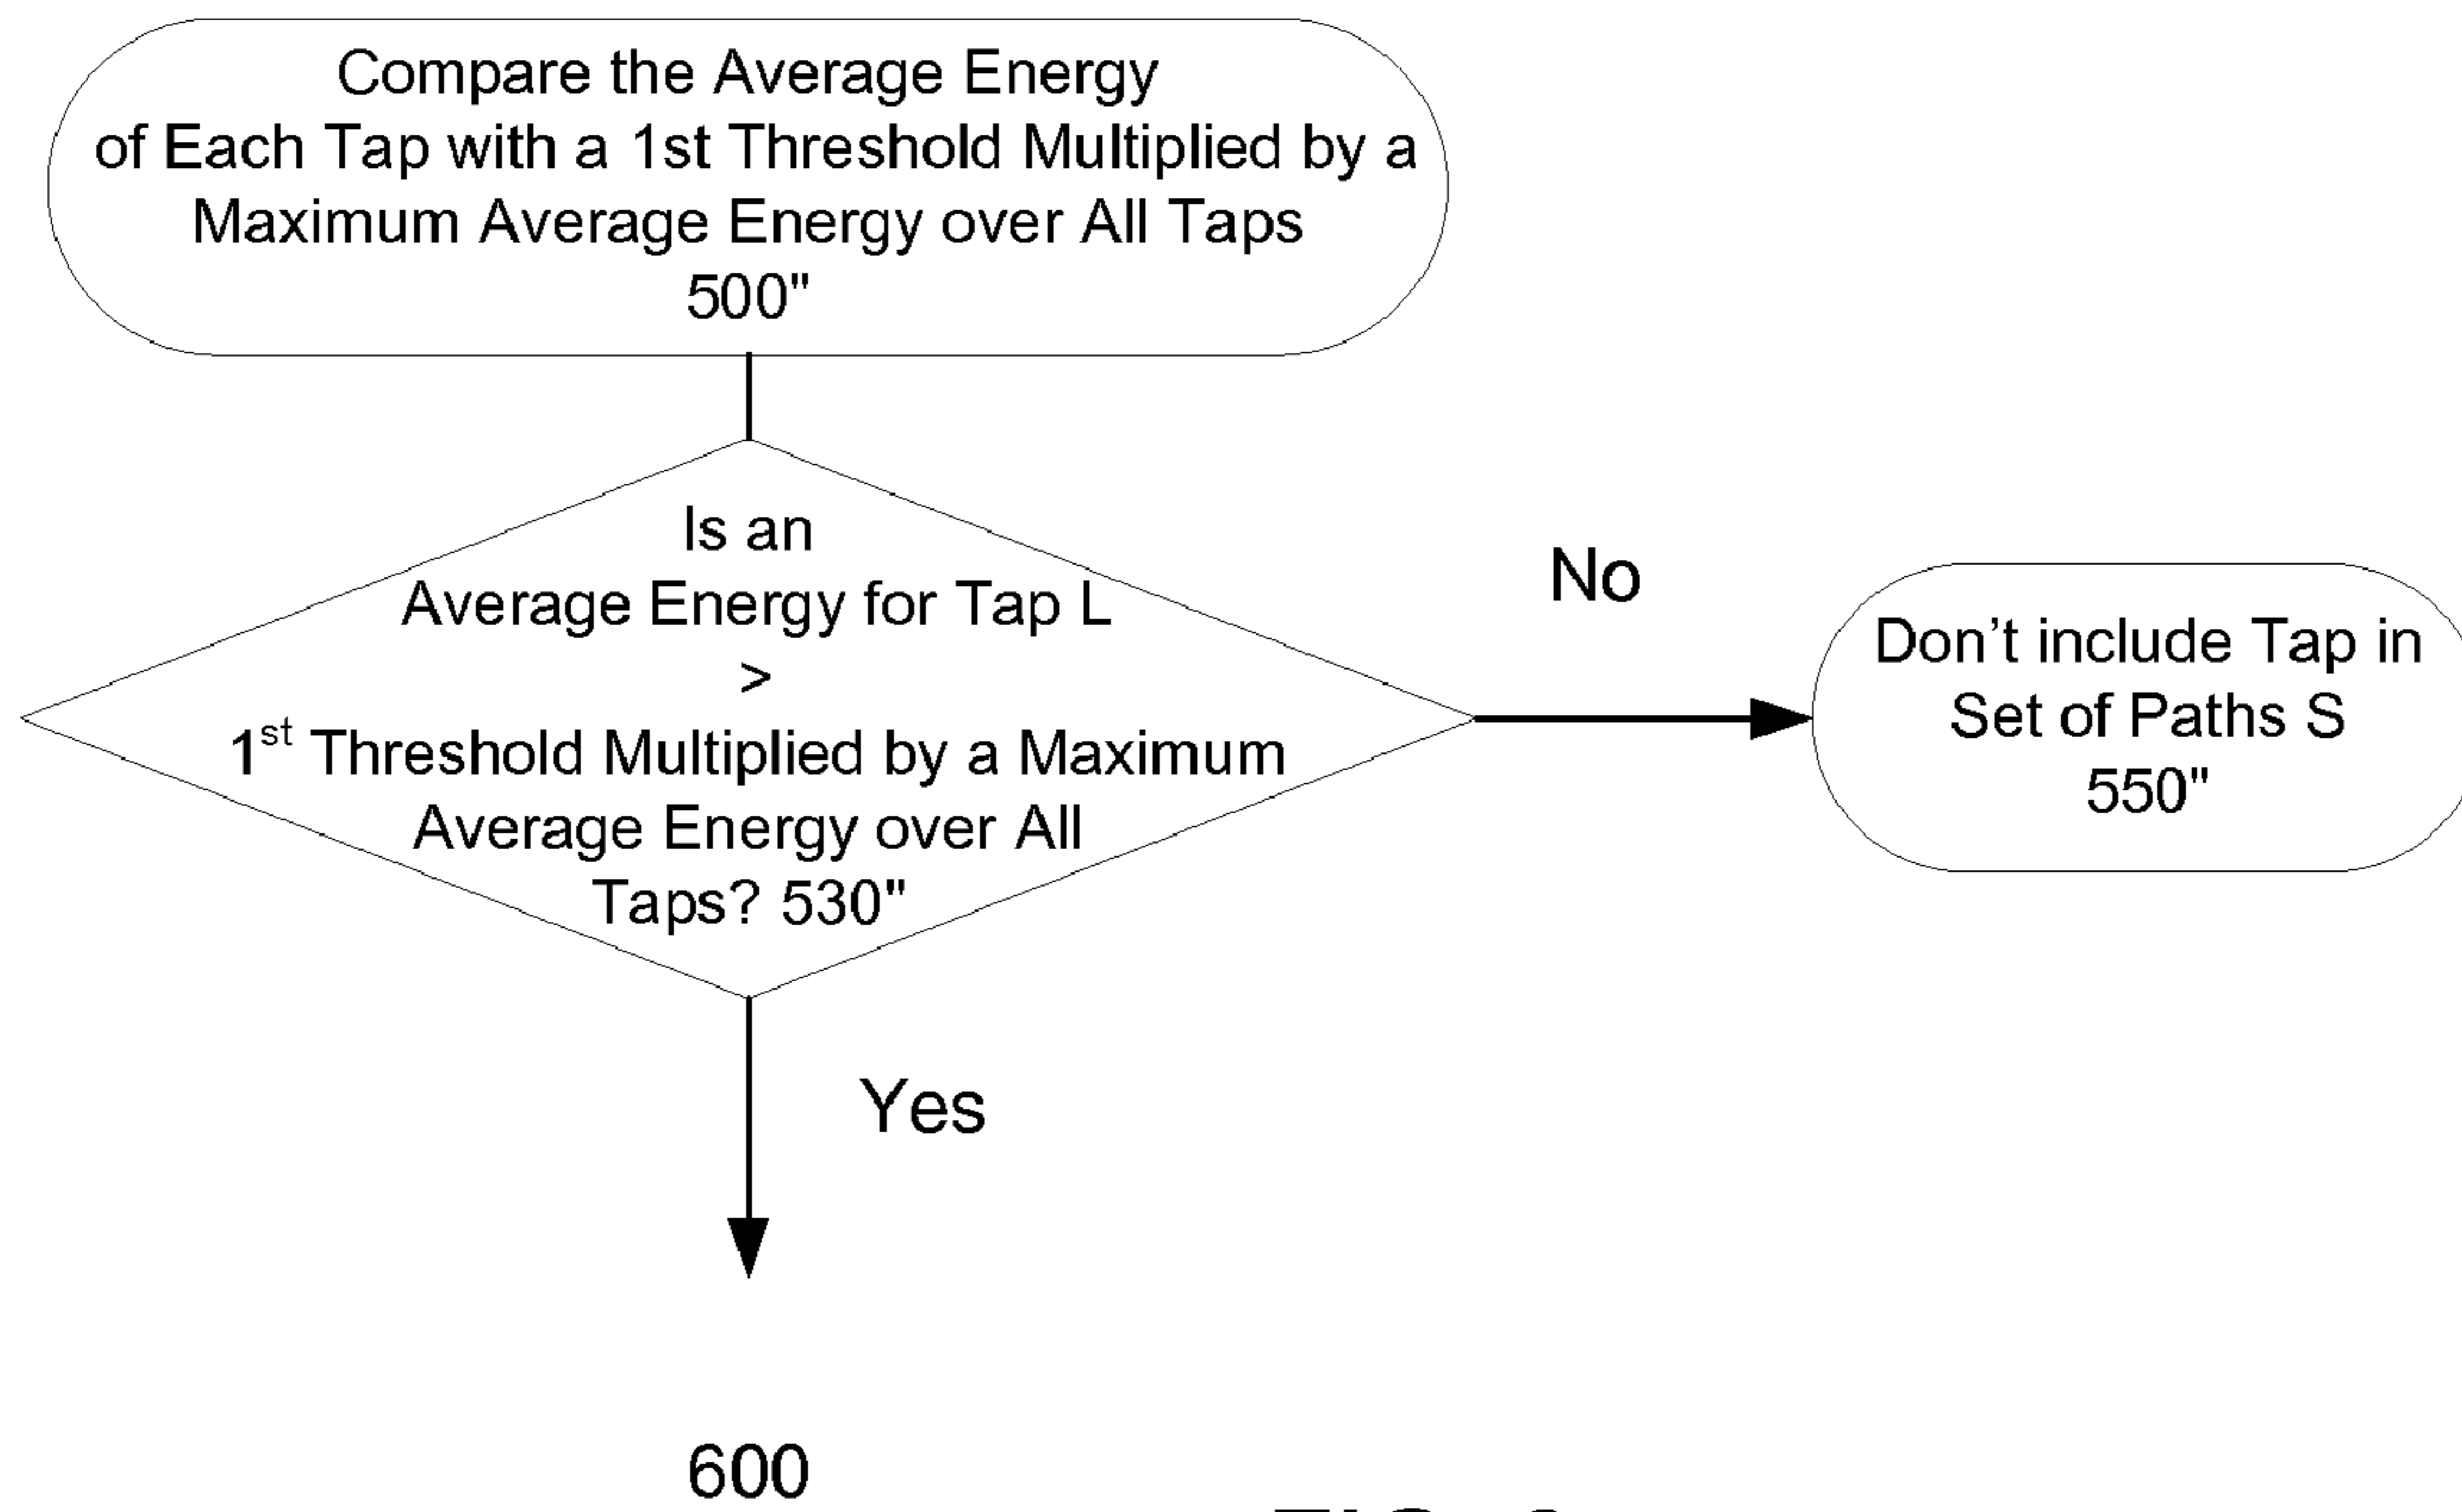 Compare the Average Energy
of Each Tap with a 1st Threshold Multiplied by a
Maximum Average Energy over All Taps
500"
Is an
Average Energy for Tap L
>
1st Threshold Multiplied by a Maximum
Average Energy over All
Taps? 530"
No
Don't include Tap in
Set of Paths S
550"
Yes
600